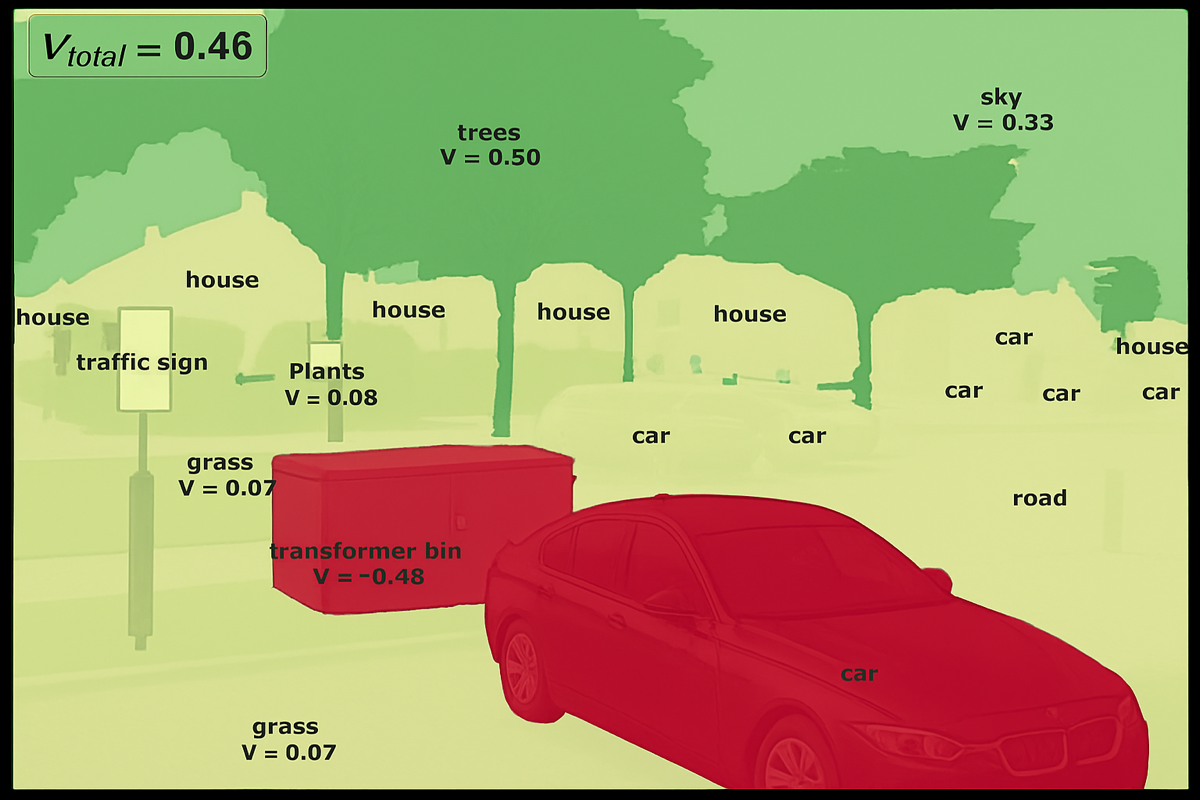 Vtotal = 0.46
sky
V = 0.33
trees
V = 0.50
house
house
house
house
house
car
house
traffic sign
Plants
V = 0.08
car
car
car
car
car
grass
V = 0.07
road
transformer bin
V = −0.48
car
grass
V = 0.07